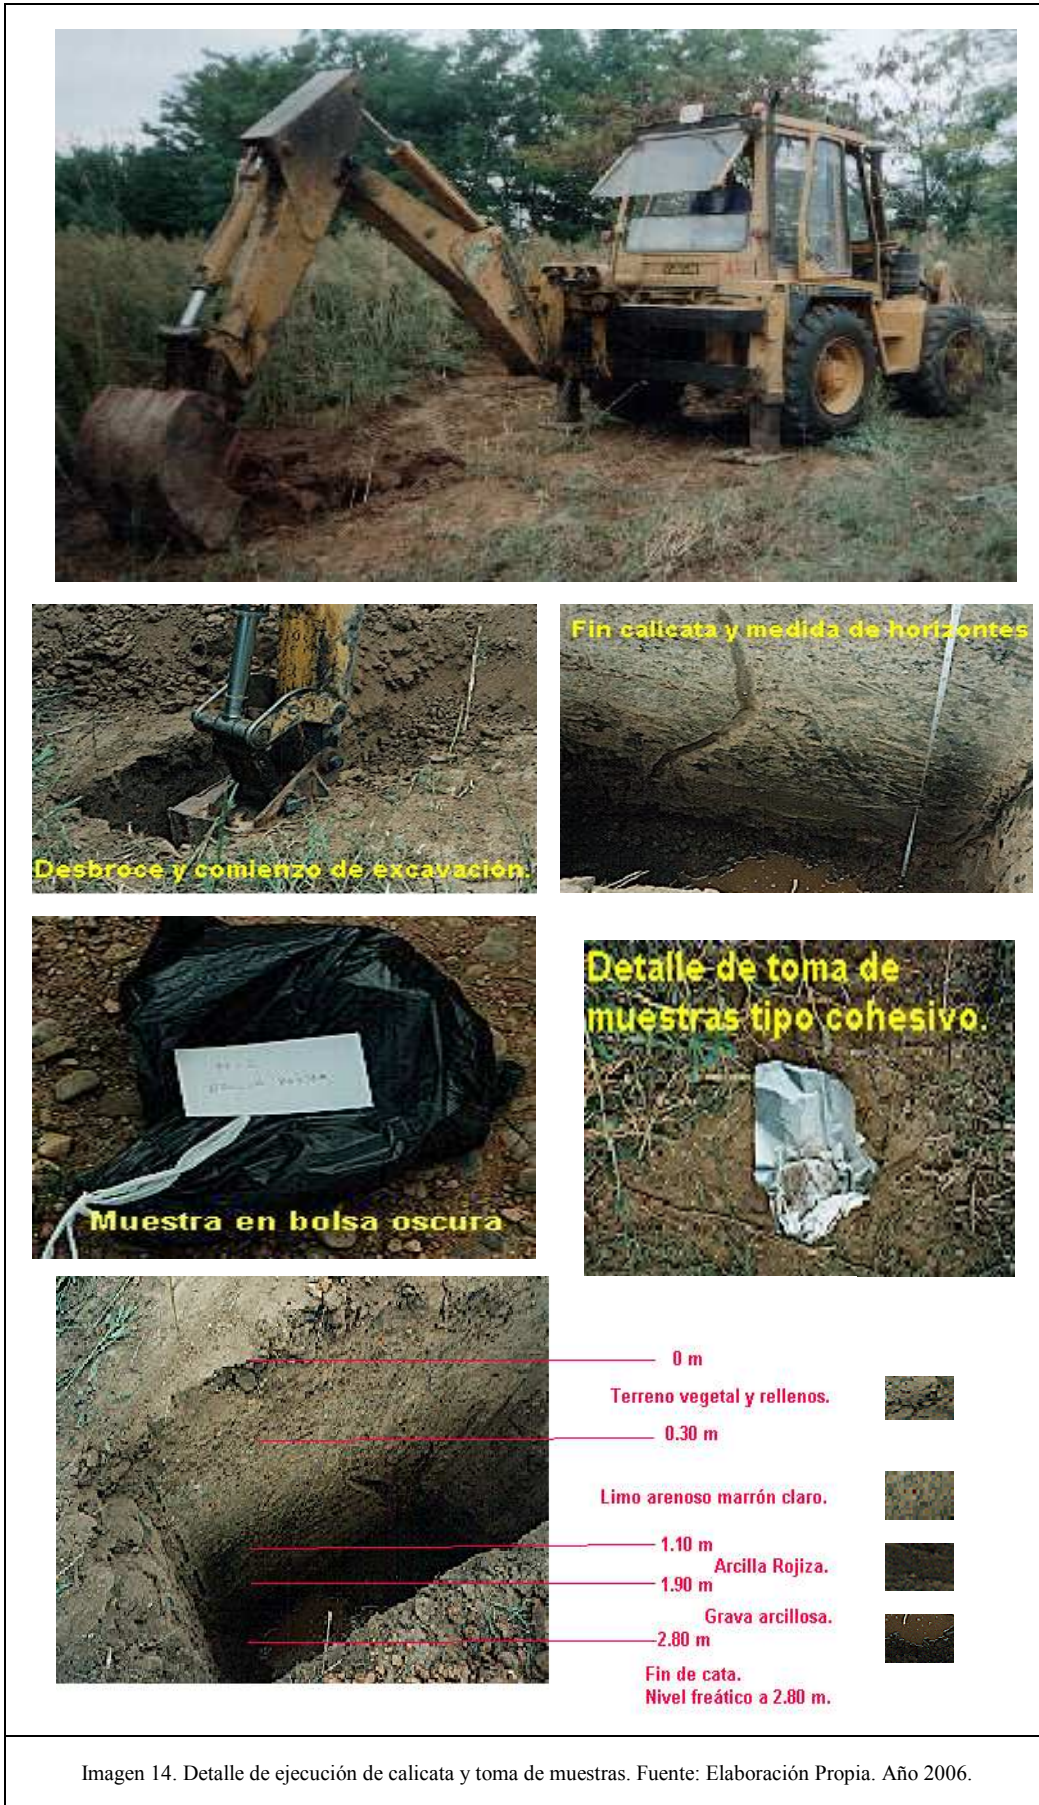 Desbroce y comienzo de excavación.
Fin calicata y medida de horizontes
Muestra en bolsa oscura
Detalle de toma de
muestras tipo cohesivo.
0 m
Terreno vegetal y rellenos.
0.30 m
Limo arenoso marrón claro.
1.10 m
Arcilla Rojiza.
1.90 m
Grava arcillosa.
2.80 m
Fin de cata.
Nivel freático a 2.80 m.
Imagen 14. Detalle de ejecución de calicata y toma de muestras. Fuente: Elaboración Propia. Año 2006.